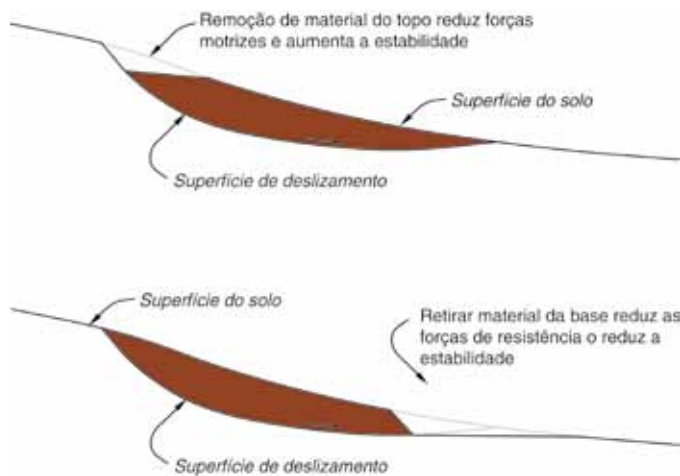 Remoção de material do topo reduz forças
motrizes e aumenta a estabilidade
Superfície do solo
Superfície de deslizamento
Superfície do solo
Retirar material da base reduz as
forças de resistência o reduz a
estabilidade
Superfície de deslizamento